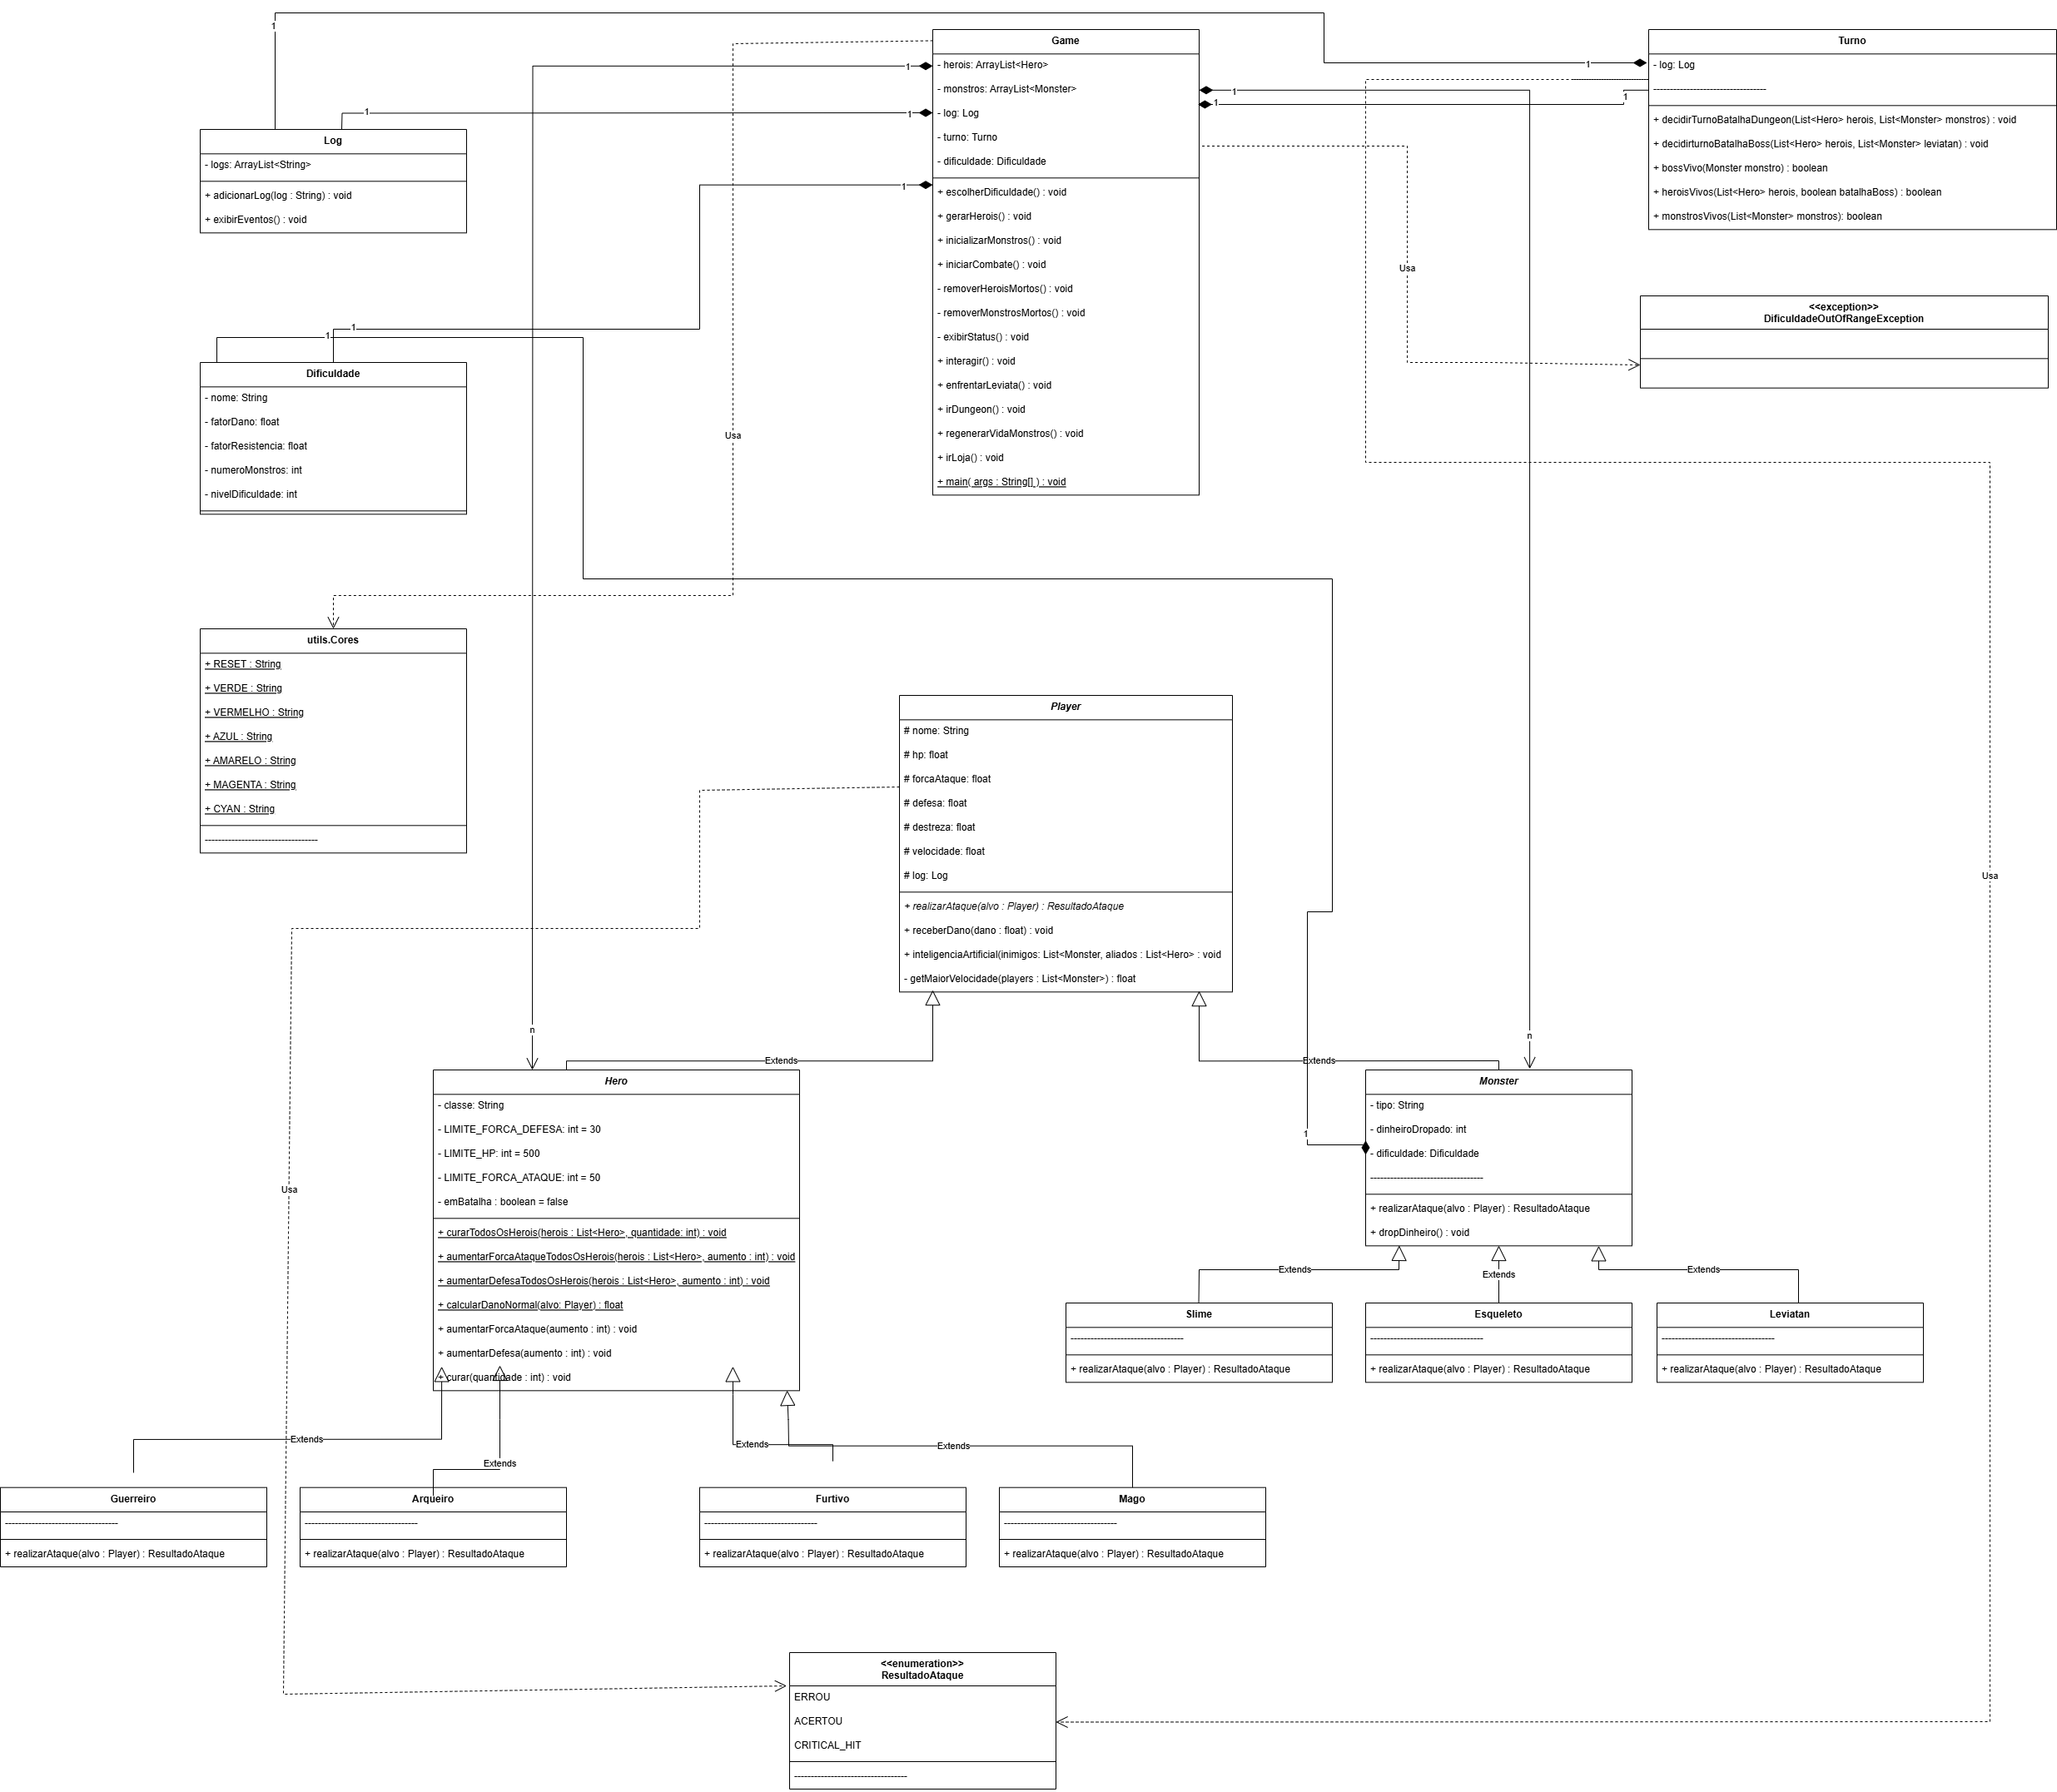 Game
- herois: ArrayList<Hero>
- monstros: ArrayList<Monster>
- log: Log
- turno: Turno
- dificuldade: Dificuldade
+ escolherDificuldade() : void
+ gerarHerois() : void
+ inicializarMonstros() : void
+ iniciarCombate() : void
- removerHeroisMortos() : void
- removerMonstrosMortos() : void
- exibirStatus() : void
+ interagir() : void
+ enfrentarLeviata() : void
+ irDungeon() : void
+ regenerarVidaMonstros() : void
+ irLoja() : void
+ main( args : String[] ) : void
1
1
1
1
1
Turno
- log: Log
----------------------------------
+ decidirTurnoBatalhaDungeon(List<Hero> herois, List<Monster> monstros) : void
+ decidirturnoBatalhaBoss(List<Hero> herois, List<Monster> leviatan) : void
+ bossVivo(Monster monstro) : boolean
+ heroisVivos(List<Hero> herois, boolean batalhaBoss) : boolean
+ monstrosVivos(List<Monster> monstros): boolean
1
1
1
1
Log
- logs: ArrayList<String>
+ adicionarLog(log : String) : void
+ exibirEventos() : void
Usa
<<exception>>
DificuldadeOutOfRangeException
1
1
Dificuldade
- nome: String
- fatorDano: float
- fatorResistencia: float
- numeroMonstros: int
- nivelDificuldade: int
Usa
utils.Cores
+ RESET : String
+ VERDE : String
+ VERMELHO : String
+ AZUL : String
+ AMARELO : String
+ MAGENTA : String
+ CYAN : String
----------------------------------
Player
# nome: String
# hp: float
# forcaAtaque: float
# defesa: float
# destreza: float
# velocidade: float
# log: Log
+ realizarAtaque(alvo : Player) : ResultadoAtaque
+ receberDano(dano : float) : void
+ inteligenciaArtificial(inimigos: List<Monster, aliados : List<Hero> : void
- getMaiorVelocidade(players : List<Monster>) : float
Usa
n
n
Extends
Extends
Hero
- classe: String
- LIMITE_FORCA_DEFESA: int = 30
- LIMITE_HP: int = 500
- LIMITE_FORCA_ATAQUE: int = 50
- emBatalha : boolean = false
+ curarTodosOsHerois(herois : List<Hero>, quantidade: int) : void
+ aumentarForcaAtaqueTodosOsHerois(herois : List<Hero>, aumento : int) : void
+ aumentarDefesaTodosOsHerois(herois : List<Hero>, aumento : int) : void
+ calcularDanoNormal(alvo: Player) : float
+ aumentarForcaAtaque(aumento : int) : void
+ aumentarDefesa(aumento : int) : void
+ curar(quantidade : int) : void
Monster
- tipo: String
- dinheiroDropado: int
- dificuldade: Dificuldade
----------------------------------
+ realizarAtaque(alvo : Player) : ResultadoAtaque
+ dropDinheiro() : void
1
Usa
Extends
Extends
Extends
Slime
----------------------------------
+ realizarAtaque(alvo : Player) : ResultadoAtaque
Esqueleto
----------------------------------
+ realizarAtaque(alvo : Player) : ResultadoAtaque
Leviatan
----------------------------------
+ realizarAtaque(alvo : Player) : ResultadoAtaque
Extends
Extends
Extends
Extends
Guerreiro
----------------------------------
+ realizarAtaque(alvo : Player) : ResultadoAtaque
Arqueiro
----------------------------------
+ realizarAtaque(alvo : Player) : ResultadoAtaque
Furtivo
----------------------------------
+ realizarAtaque(alvo : Player) : ResultadoAtaque
Mago
----------------------------------
+ realizarAtaque(alvo : Player) : ResultadoAtaque
<<enumeration>>
ResultadoAtaque
ERROU
ACERTOU
CRITICAL_HIT
----------------------------------